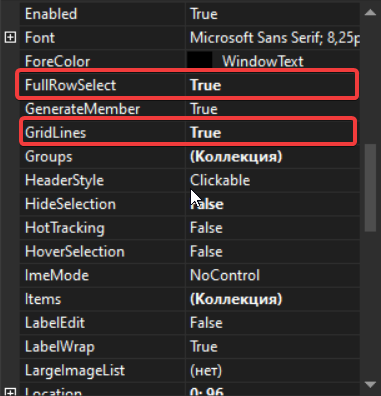 Enabled True
Font Microsoft Sans Serif; 8,25p
ForeColor WindowText
FullRowSelect True
GenerateMember True
GridLines True
Groups (Коллекция)
HeaderStyle Clickable
HideSelection False
HotTracking False
HoverSelection False
ImeMode NoControl
Items (Коллекция)
LabelEdit False
LabelWrap True
LargeImageList (нет)
Location 0; 96